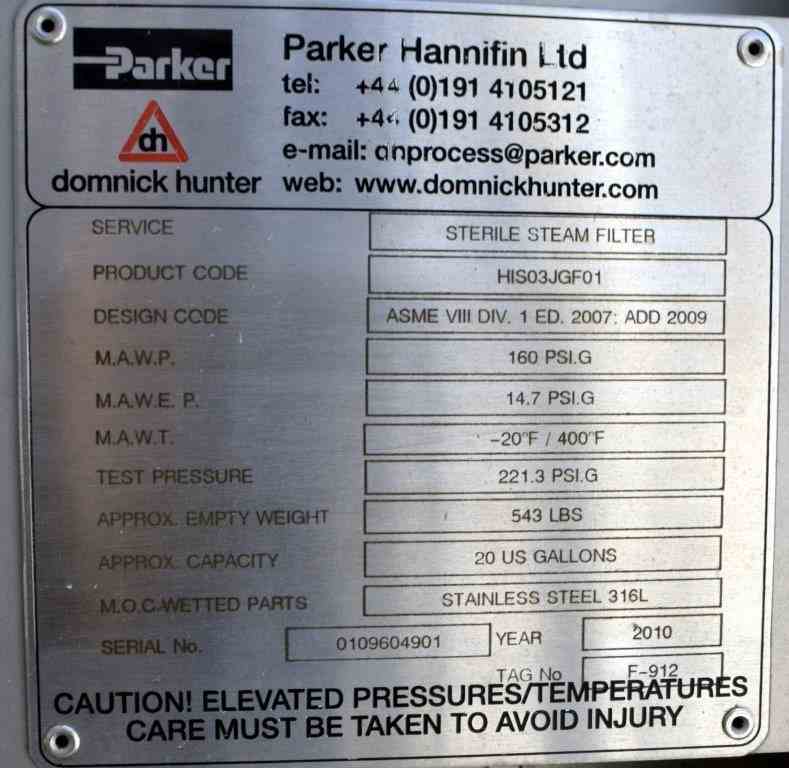 Parker
dh
domnick hunter
Parker Hannifin Ltd
tel: +44 (0)191 4105121
fax: +44 (0)191 4105312
e-mail: dhprocess@parker.com
web: www.domnickhunter.com
SERVICE STERILE STEAM FILTER
PRODUCT CODE HIS03JGF01
DESIGN CODE ASME VIII DIV. 1 ED. 2007: ADD 2009
M.A.W.P. 160 PSI.G
M.A.W.E. P. 14.7 PSI.G
M.A.W.T. -20°F / 400°F
TEST PRESSURE 221.3 PSI.G
APPROX. EMPTY WEIGHT 543 LBS
APPROX. CAPACITY 20 US GALLONS
M.O.C.WETTED PARTS STAINLESS STEEL 316L
SERIAL No. 0109604901 YEAR 2010
TAG No F-912
CAUTION! ELEVATED PRESSURES/TEMPERATURES
CARE MUST BE TAKEN TO AVOID INJURY